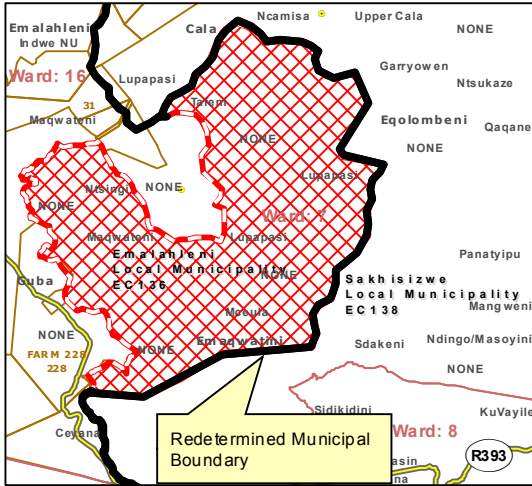 Ncamisa
Upper Cala
Emalahleni
Indwe NU
Cala
NONE
Garryowen
Ward: 16
Lupapasi
Ntsukaze
31
Tareni
Maqwateni
Eqolombeni
Qaqane
NONE
NONE
Lupapasi
Ntsingi
NONE
NONE
Ward: 7
Maqwateni
Lupapasi
Emalahleni
Local Municipality
EC136
Panatyipu
NONE
Guba
Sakhisizwe
Local Municipality
EC138
Mangweni
Mceula
NONE
Emaqwatini
Ndingo/Masoyini
Sdakeni
NONE
FARM 228
228
NONE
Sidikidini
KuVayile
Ceyana
Ward: 8
Redetermined Municipal
Boundary
R393